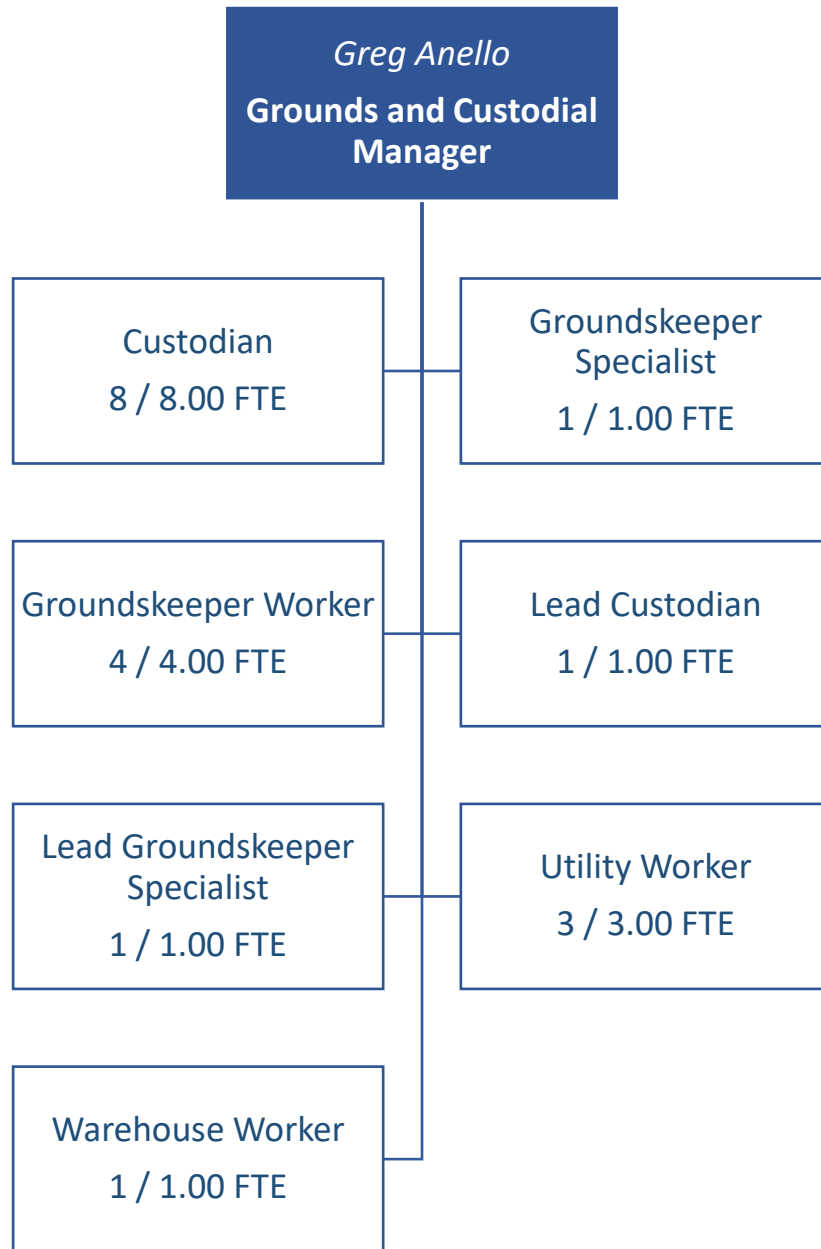 Greg Anello
Grounds and Custodial
Manager
Custodian
8 / 8.00 FTE
Groundskeeper
Specialist
1 / 1.00 FTE
Groundskeeper Worker
4 / 4.00 FTE
Lead Custodian
1 / 1.00 FTE
Lead Groundskeeper
Specialist
1 / 1.00 FTE
Utility Worker
3 / 3.00 FTE
Warehouse Worker
1 / 1.00 FTE